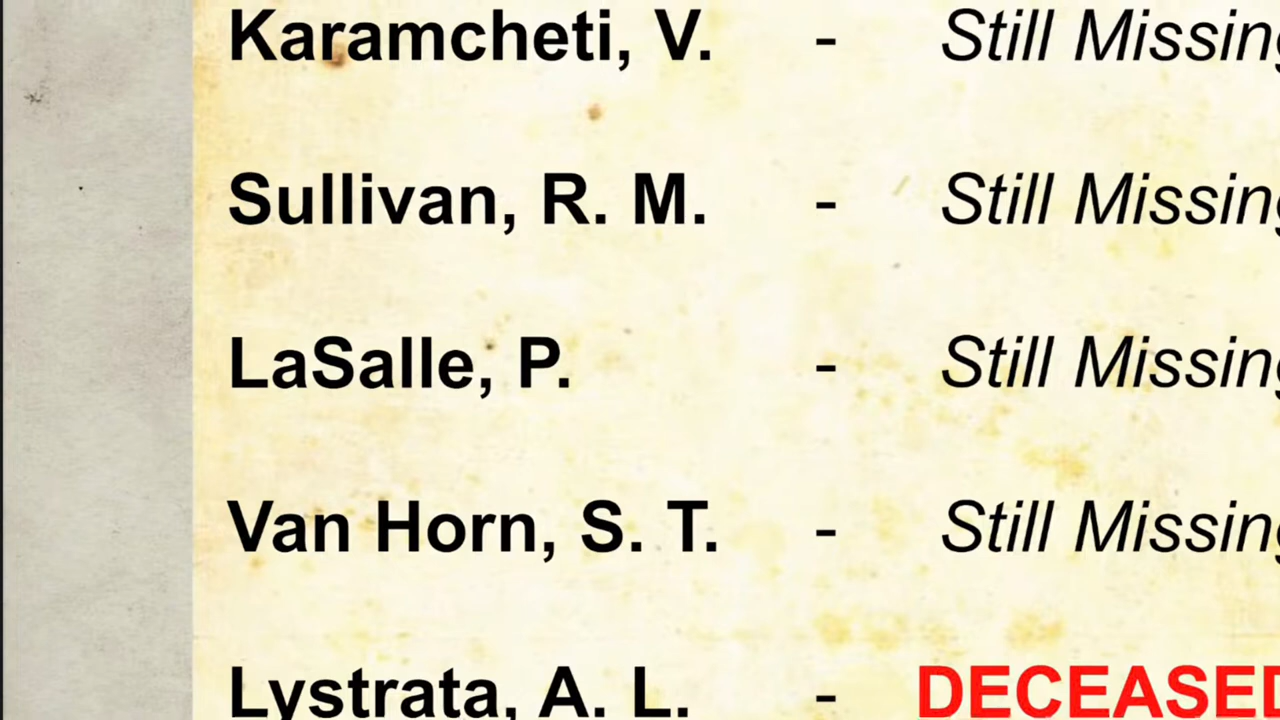 Karamcheti, V. - Still Missing
Sullivan, R. M. - Still Missing
LaSalle, P. - Still Missing
Van Horn, S. T. - Still Missing
Lystrata, A. L. - DECEASED